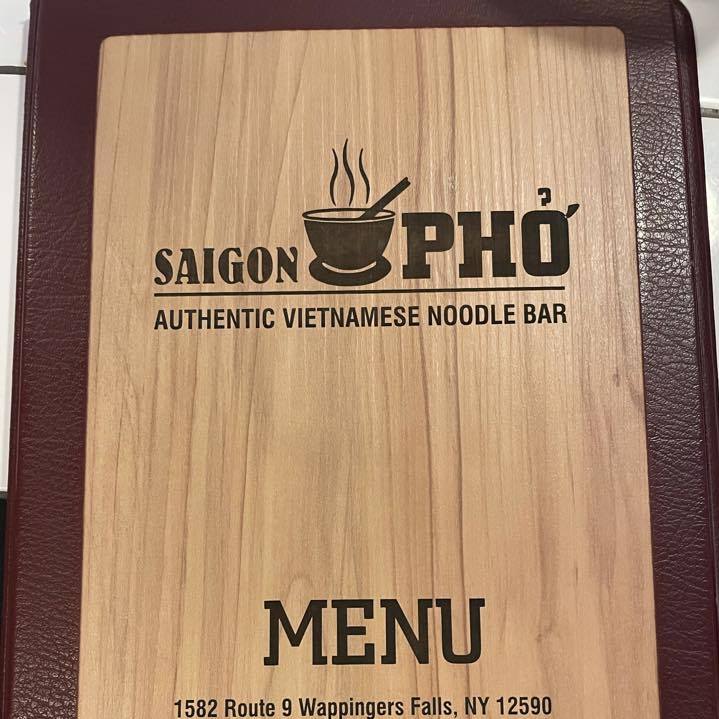 SAIGON PHỞ
AUTHENTIC VIETNAMESE NOODLE BAR
MENU
1582 Route 9 Wappingers Falls, NY 12590